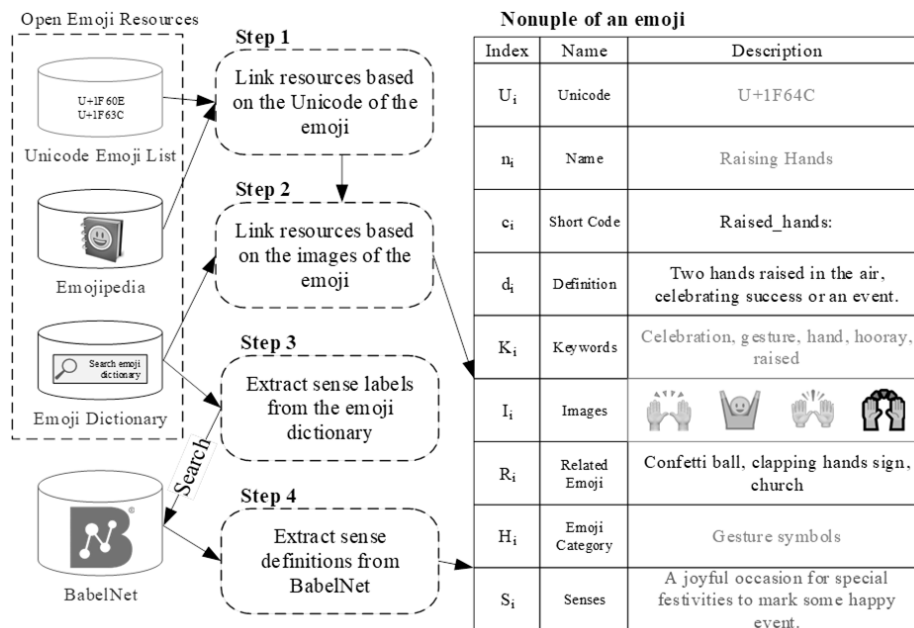 Open Emoji Resources
U+1F60E
U+1F63C
Unicode Emoji List
Emojipedia
Search emoji
dictionary
Emoji Dictionary
BabelNet
Step 1
Link resources based
on the Unicode of the
emoji
Step 2
Link resources based
on the images of the
emoji
Step 3
Extract sense labels
from the emoji
dictionary
Search
Step 4
Extract sense
definitions from
BabelNet
Nonuple of an emoji
Index Name Description
Ui Unicode U+1F64C
ni Name Raising Hands
ci Short Code Raised_hands:
di Definition Two hands raised in the air,
celebrating success or an event.
Ki Keywords Celebration, gesture, hand, hooray,
raised
Ii Images
Ri Related
Emoji Confetti ball, clapping hands sign,
church
Hi Emoji
Category Gesture symbols
Si Senses A joyful occasion for special
festivities to mark some happy
event.
B
®